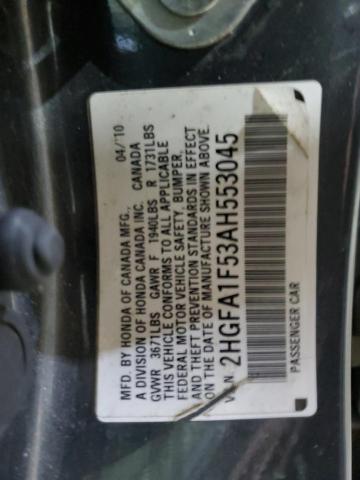 MFD. BY HONDA OF CANADA MFG. 04/'10
A DIVISION OF HONDA CANADA INC. CANADA
GVWR 3671LBS GAWR F 1940LBS R 1731LBS
THIS VEHICLE CONFORMS TO ALL APPLICABLE
FEDERAL MOTOR VEHICLE SAFETY, BUMPER,
AND THEFT PREVENTION STANDARDS IN EFFECT
ON THE DATE OF MANUFACTURE SHOWN ABOVE.
V.I.N. 2HGFA1F53AH553045
PASSENGER CAR